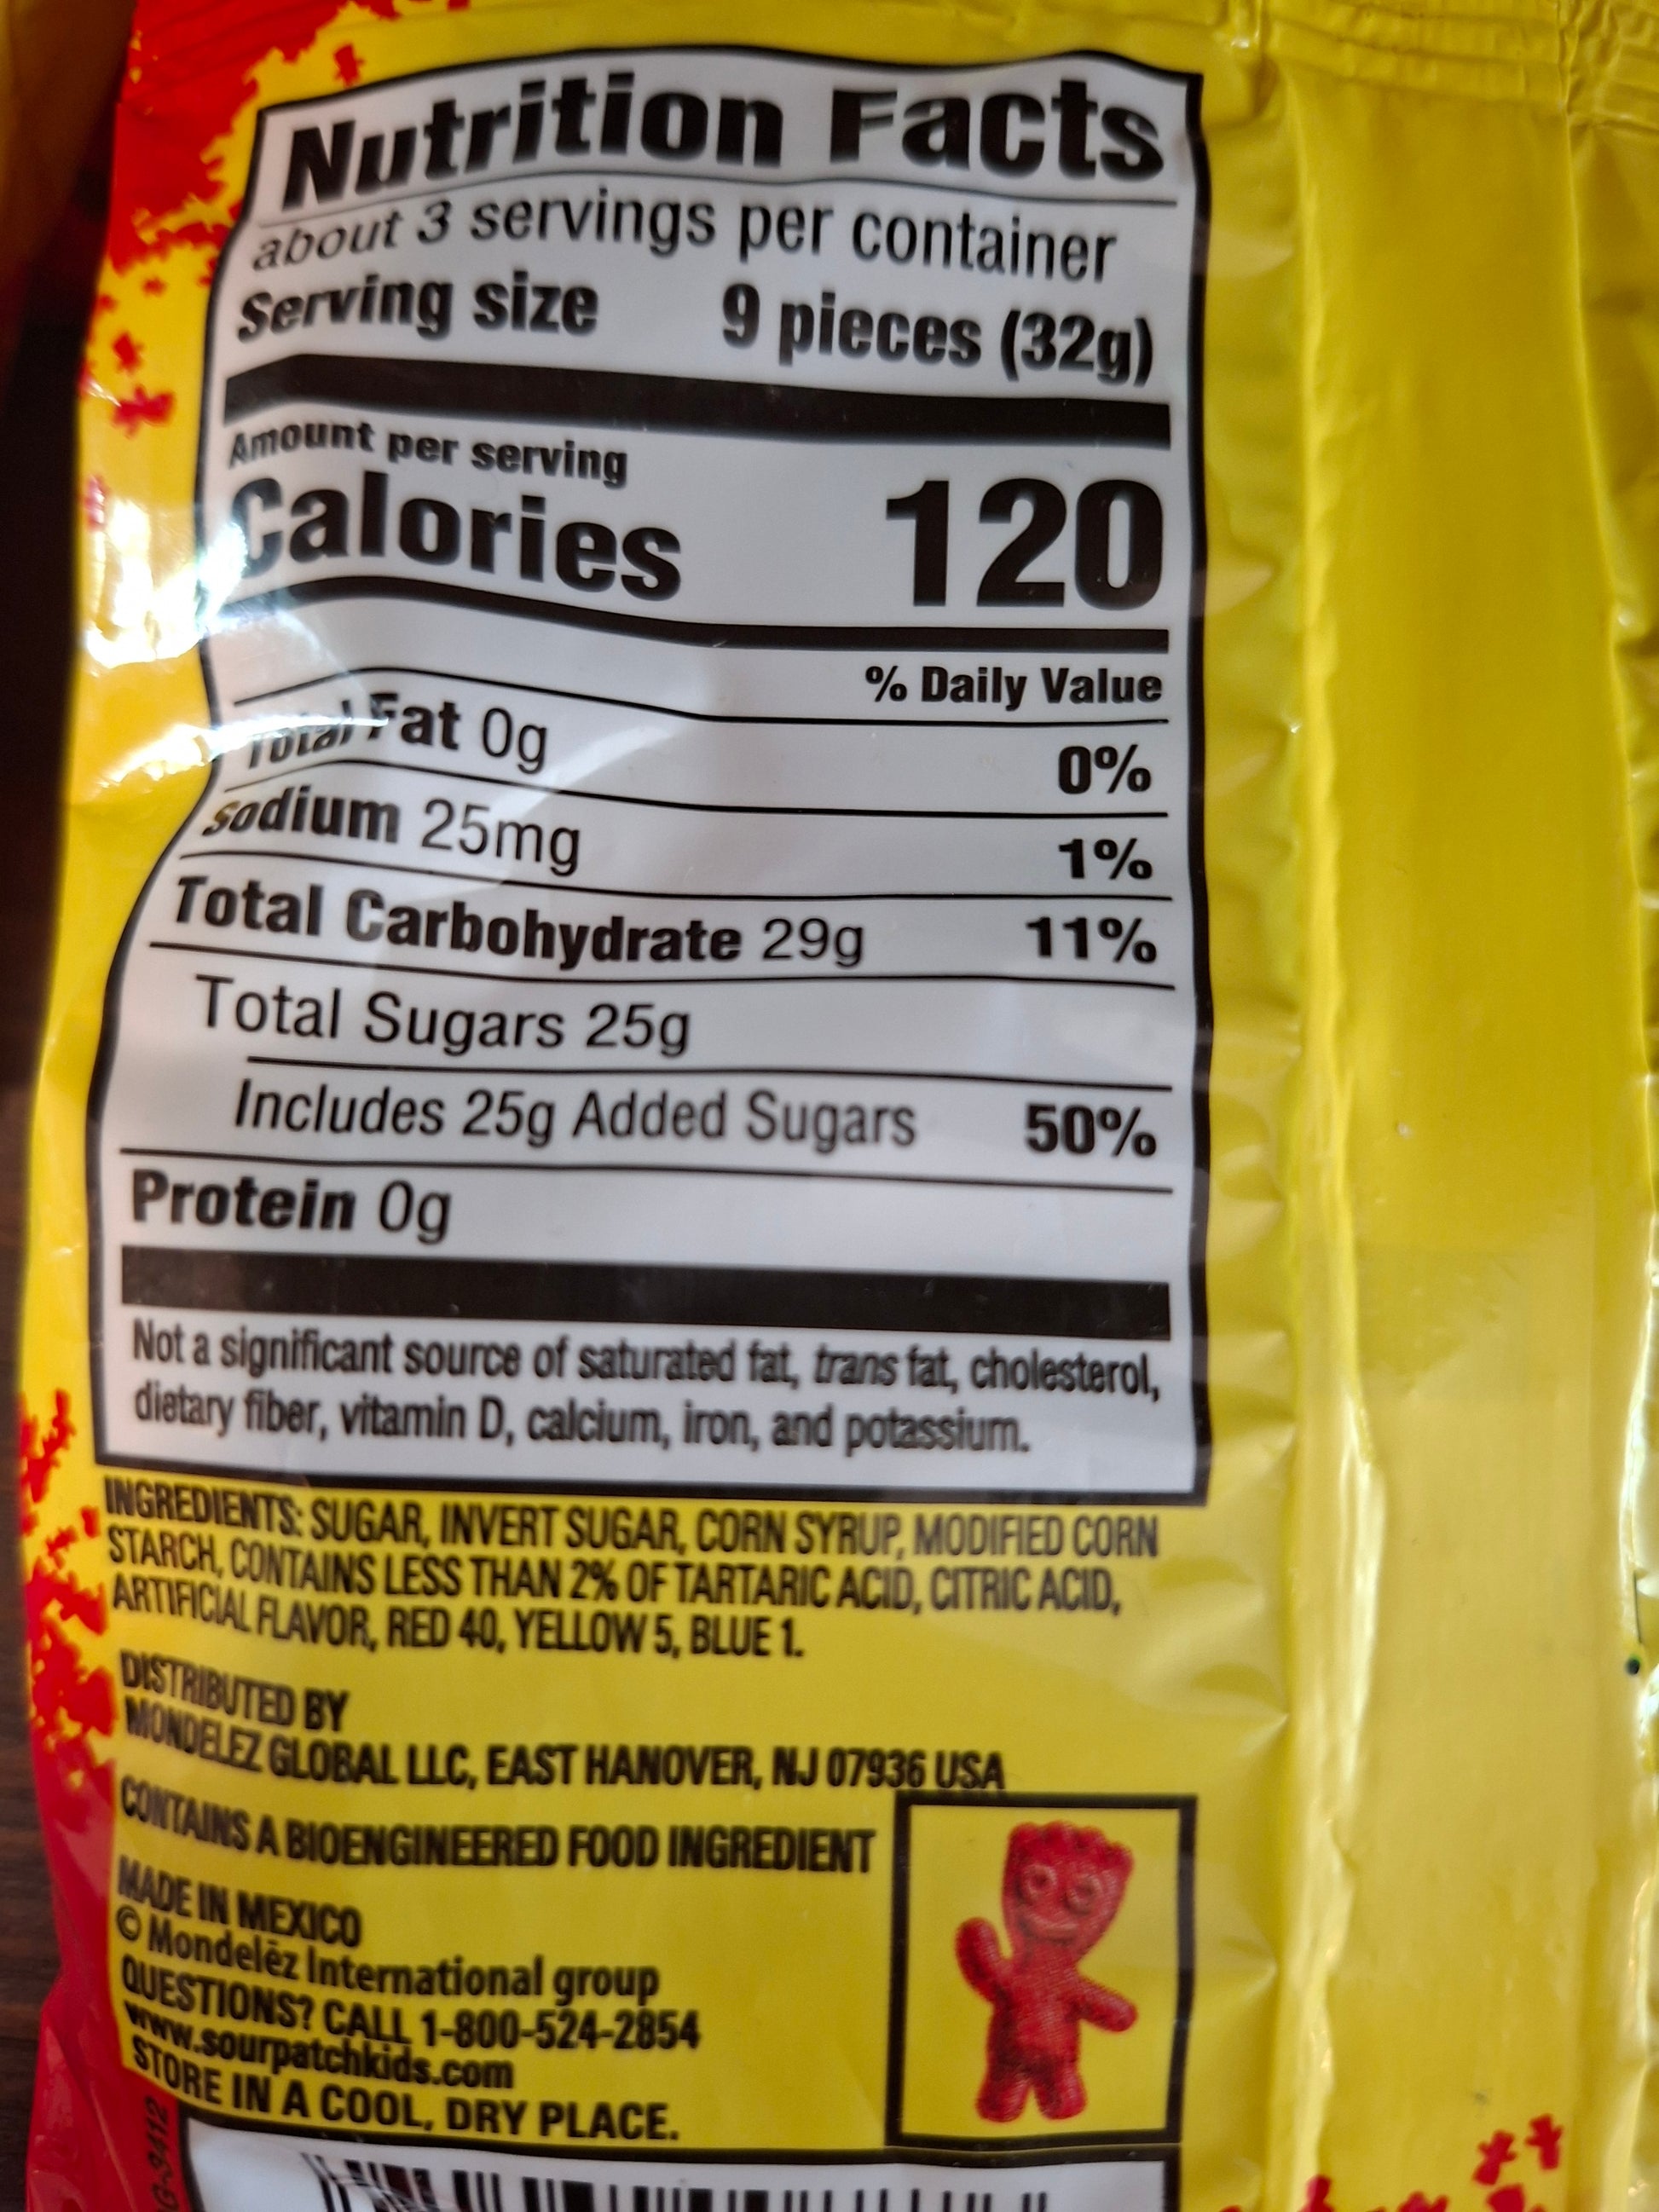 Nutrition Facts
about 3 servings per container
Serving size 9 pieces (32g)
Amount per serving
Calories 120
% Daily Value
Total Fat 0g 0%
Sodium 25mg 1%
Total Carbohydrate 29g 11%
Total Sugars 25g
Includes 25g Added Sugars 50%
Protein 0g
Not a significant source of saturated fat, trans fat, cholesterol,
dietary fiber, vitamin D, calcium, iron, and potassium.
INGREDIENTS: SUGAR, INVERT SUGAR, CORN SYRUP, MODIFIED CORN
STARCH, CONTAINS LESS THAN 2% OF TARTARIC ACID, CITRIC ACID,
ARTIFICIAL FLAVOR, RED 40, YELLOW 5, BLUE 1.
DISTRIBUTED BY
MONDELEZ GLOBAL LLC, EAST HANOVER, NJ 07936 USA
CONTAINS A BIOENGINEERED FOOD INGREDIENT
MADE IN MEXICO
© Mondelēz International group
QUESTIONS? CALL 1-800-524-2854
www.sourpatchkids.com
STORE IN A COOL, DRY PLACE.